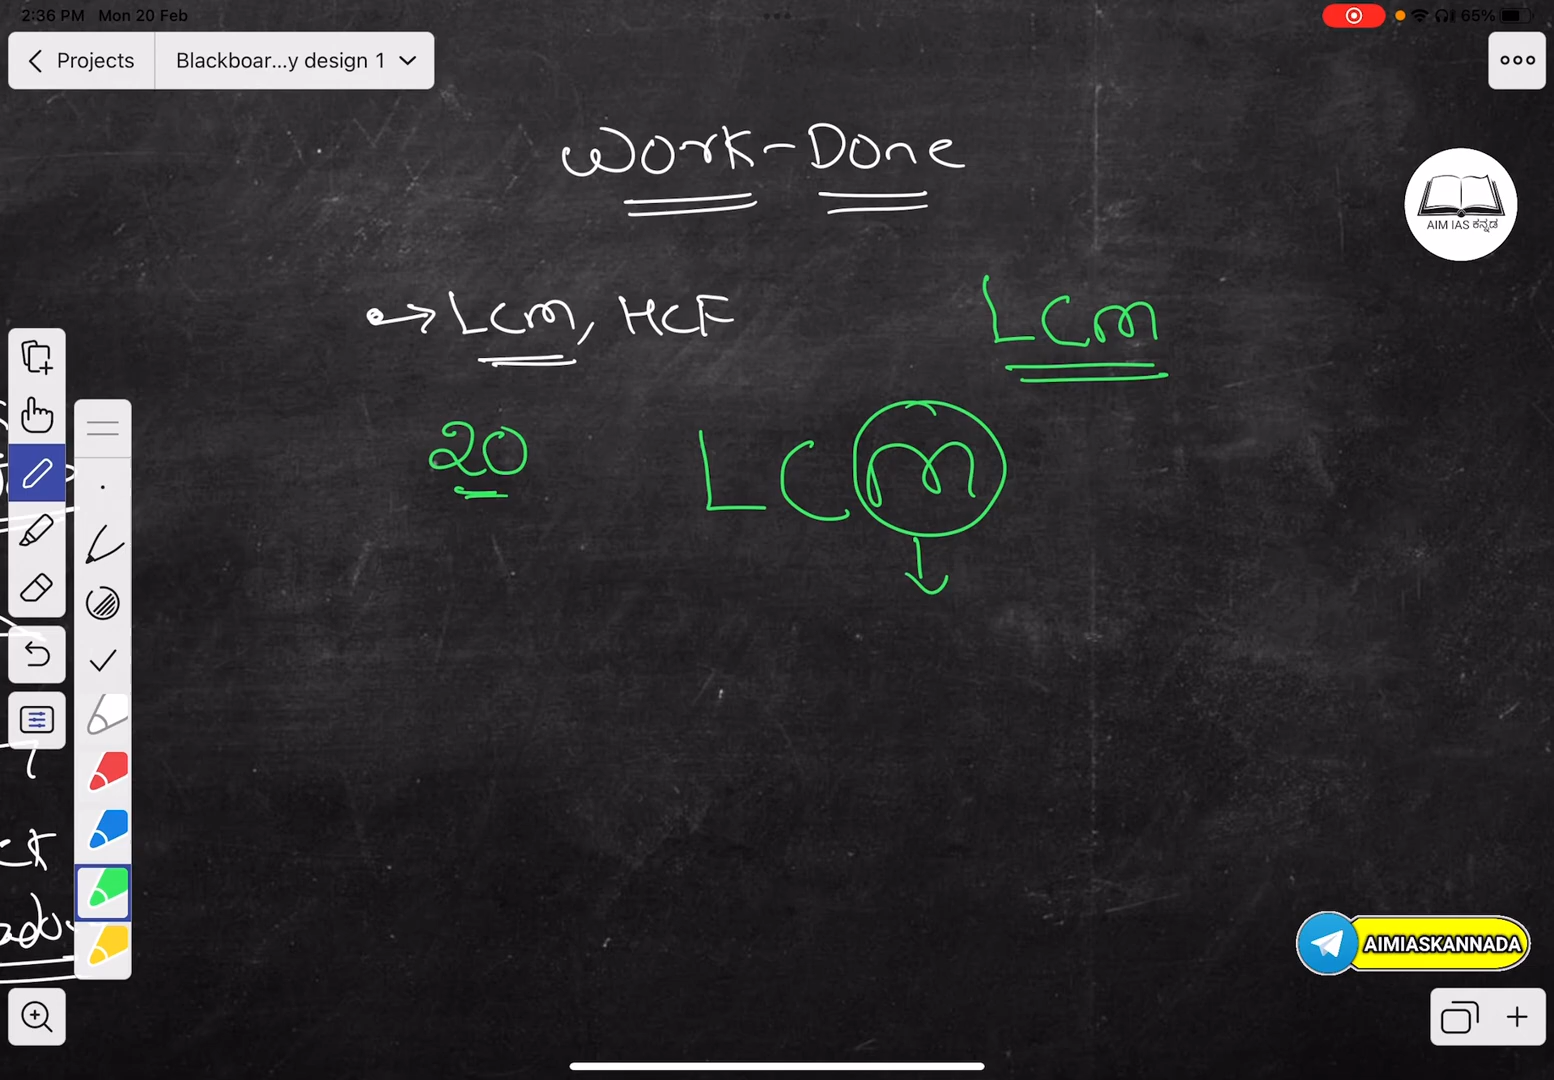 2:36 PM Mon 20 Feb
65%
Projects
Blackboar...y design 1
Work-Done
AIM IAS ಕನ್ನಡ
Lcm, HCF
LCm
20
LCm
AIMIASKANNADA